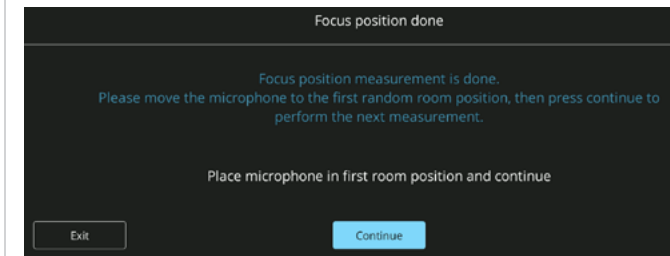 Focus position done
Focus position measurement is done.
Please move the microphone to the first random room position, then press continue to
perform the next measurement.
Place microphone in first room position and continue
Exit
Continue